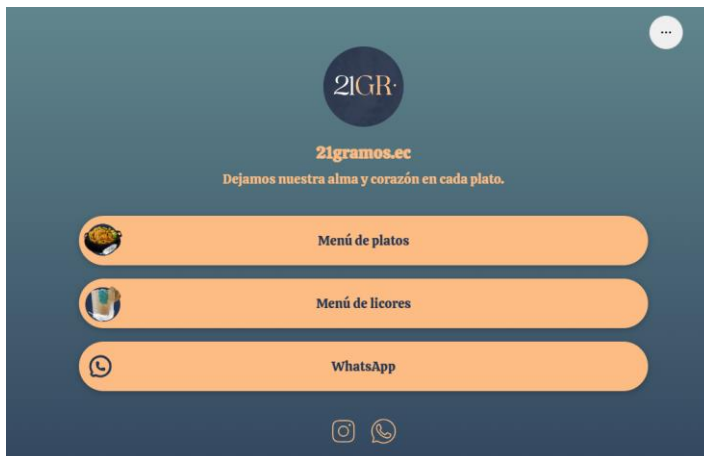 21GR·
21gramos.ec
Dejamos nuestra alma y corazón en cada plato.
Menú de platos
Menú de licores
WhatsApp